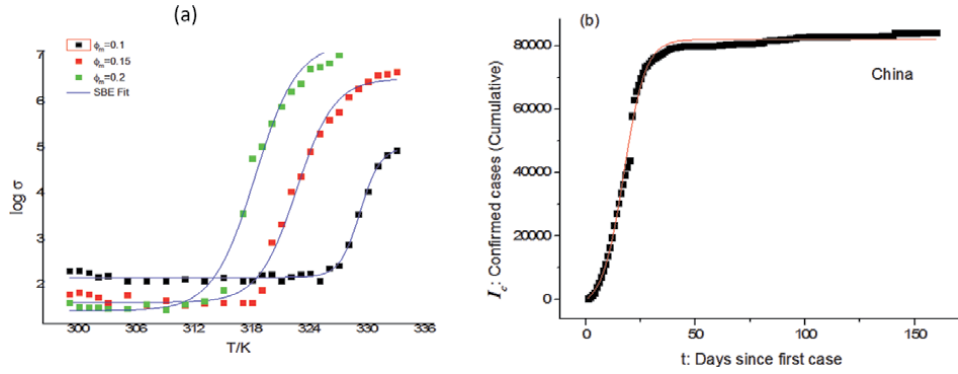 (a)
ϕm=0.1
ϕm=0.15
ϕm=0.2
SBE Fit
7
6
5
4
3
2
log σ
300 306 312 318 324 330 336
T/K
(b)
80000
60000
40000
20000
0
Ic: Confirmed cases (Cumulative)
China
0 50 100 150
t: Days since first case